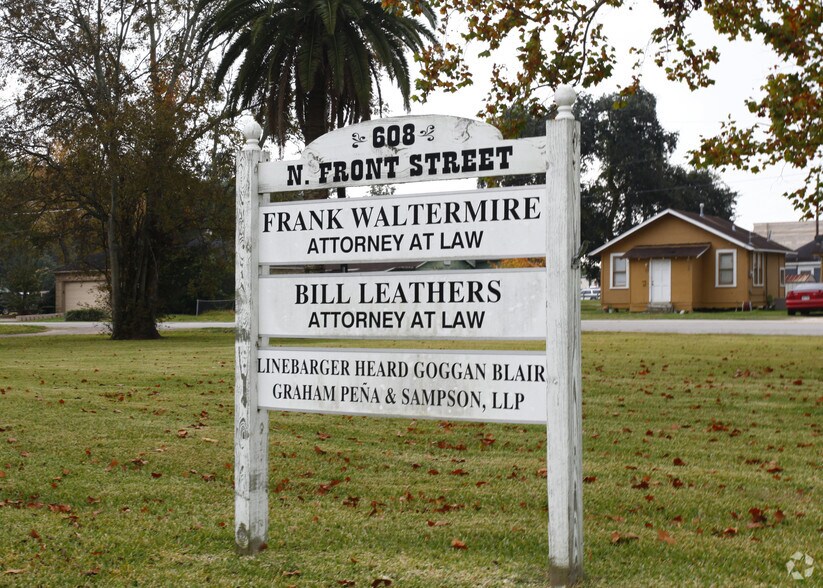 608
N. FRONT STREET
FRANK WALTERMIRE
ATTORNEY AT LAW
BILL LEATHERS
ATTORNEY AT LAW
LINEBARGER HEARD GOGGAN BLAIR
GRAHAM PEÑA & SAMPSON, LLP